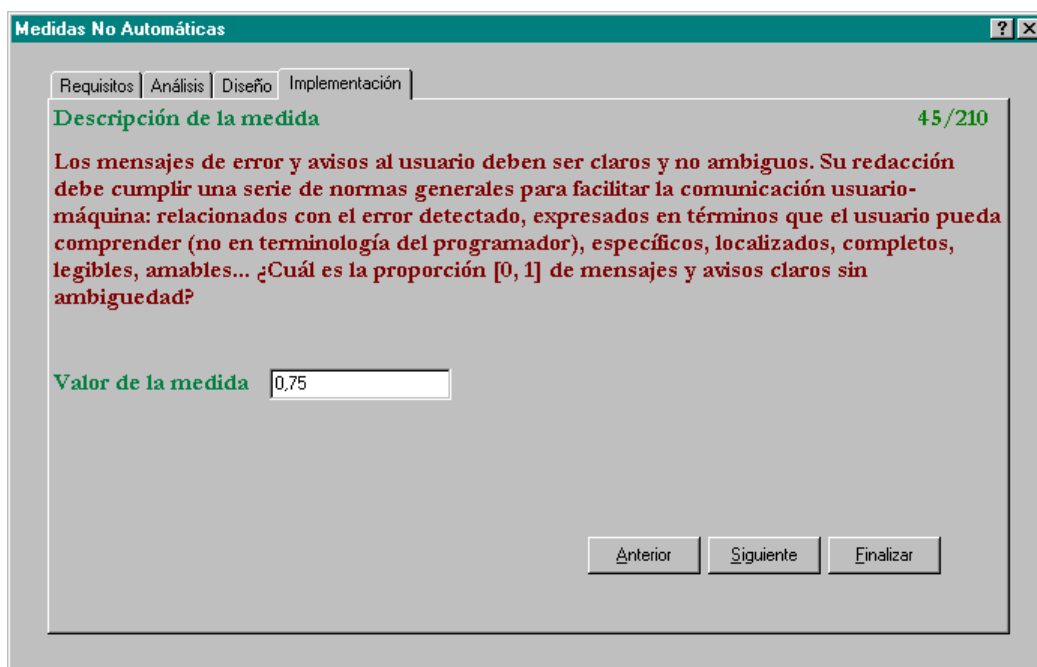 Medidas No Automáticas
Requisitos Análisis Diseño Implementación
Descripción de la medida 45/210
Los mensajes de error y avisos al usuario deben ser claros y no ambiguos. Su redacción
debe cumplir una serie de normas generales para facilitar la comunicación usuario-
máquina: relacionados con el error detectado, expresados en términos que el usuario pueda
comprender (no en terminología del programador), específicos, localizados, completos,
legibles, amables... ¿Cuál es la proporción [0, 1] de mensajes y avisos claros sin
ambiguedad?
Valor de la medida 0,75
Anterior Siguiente Finalizar